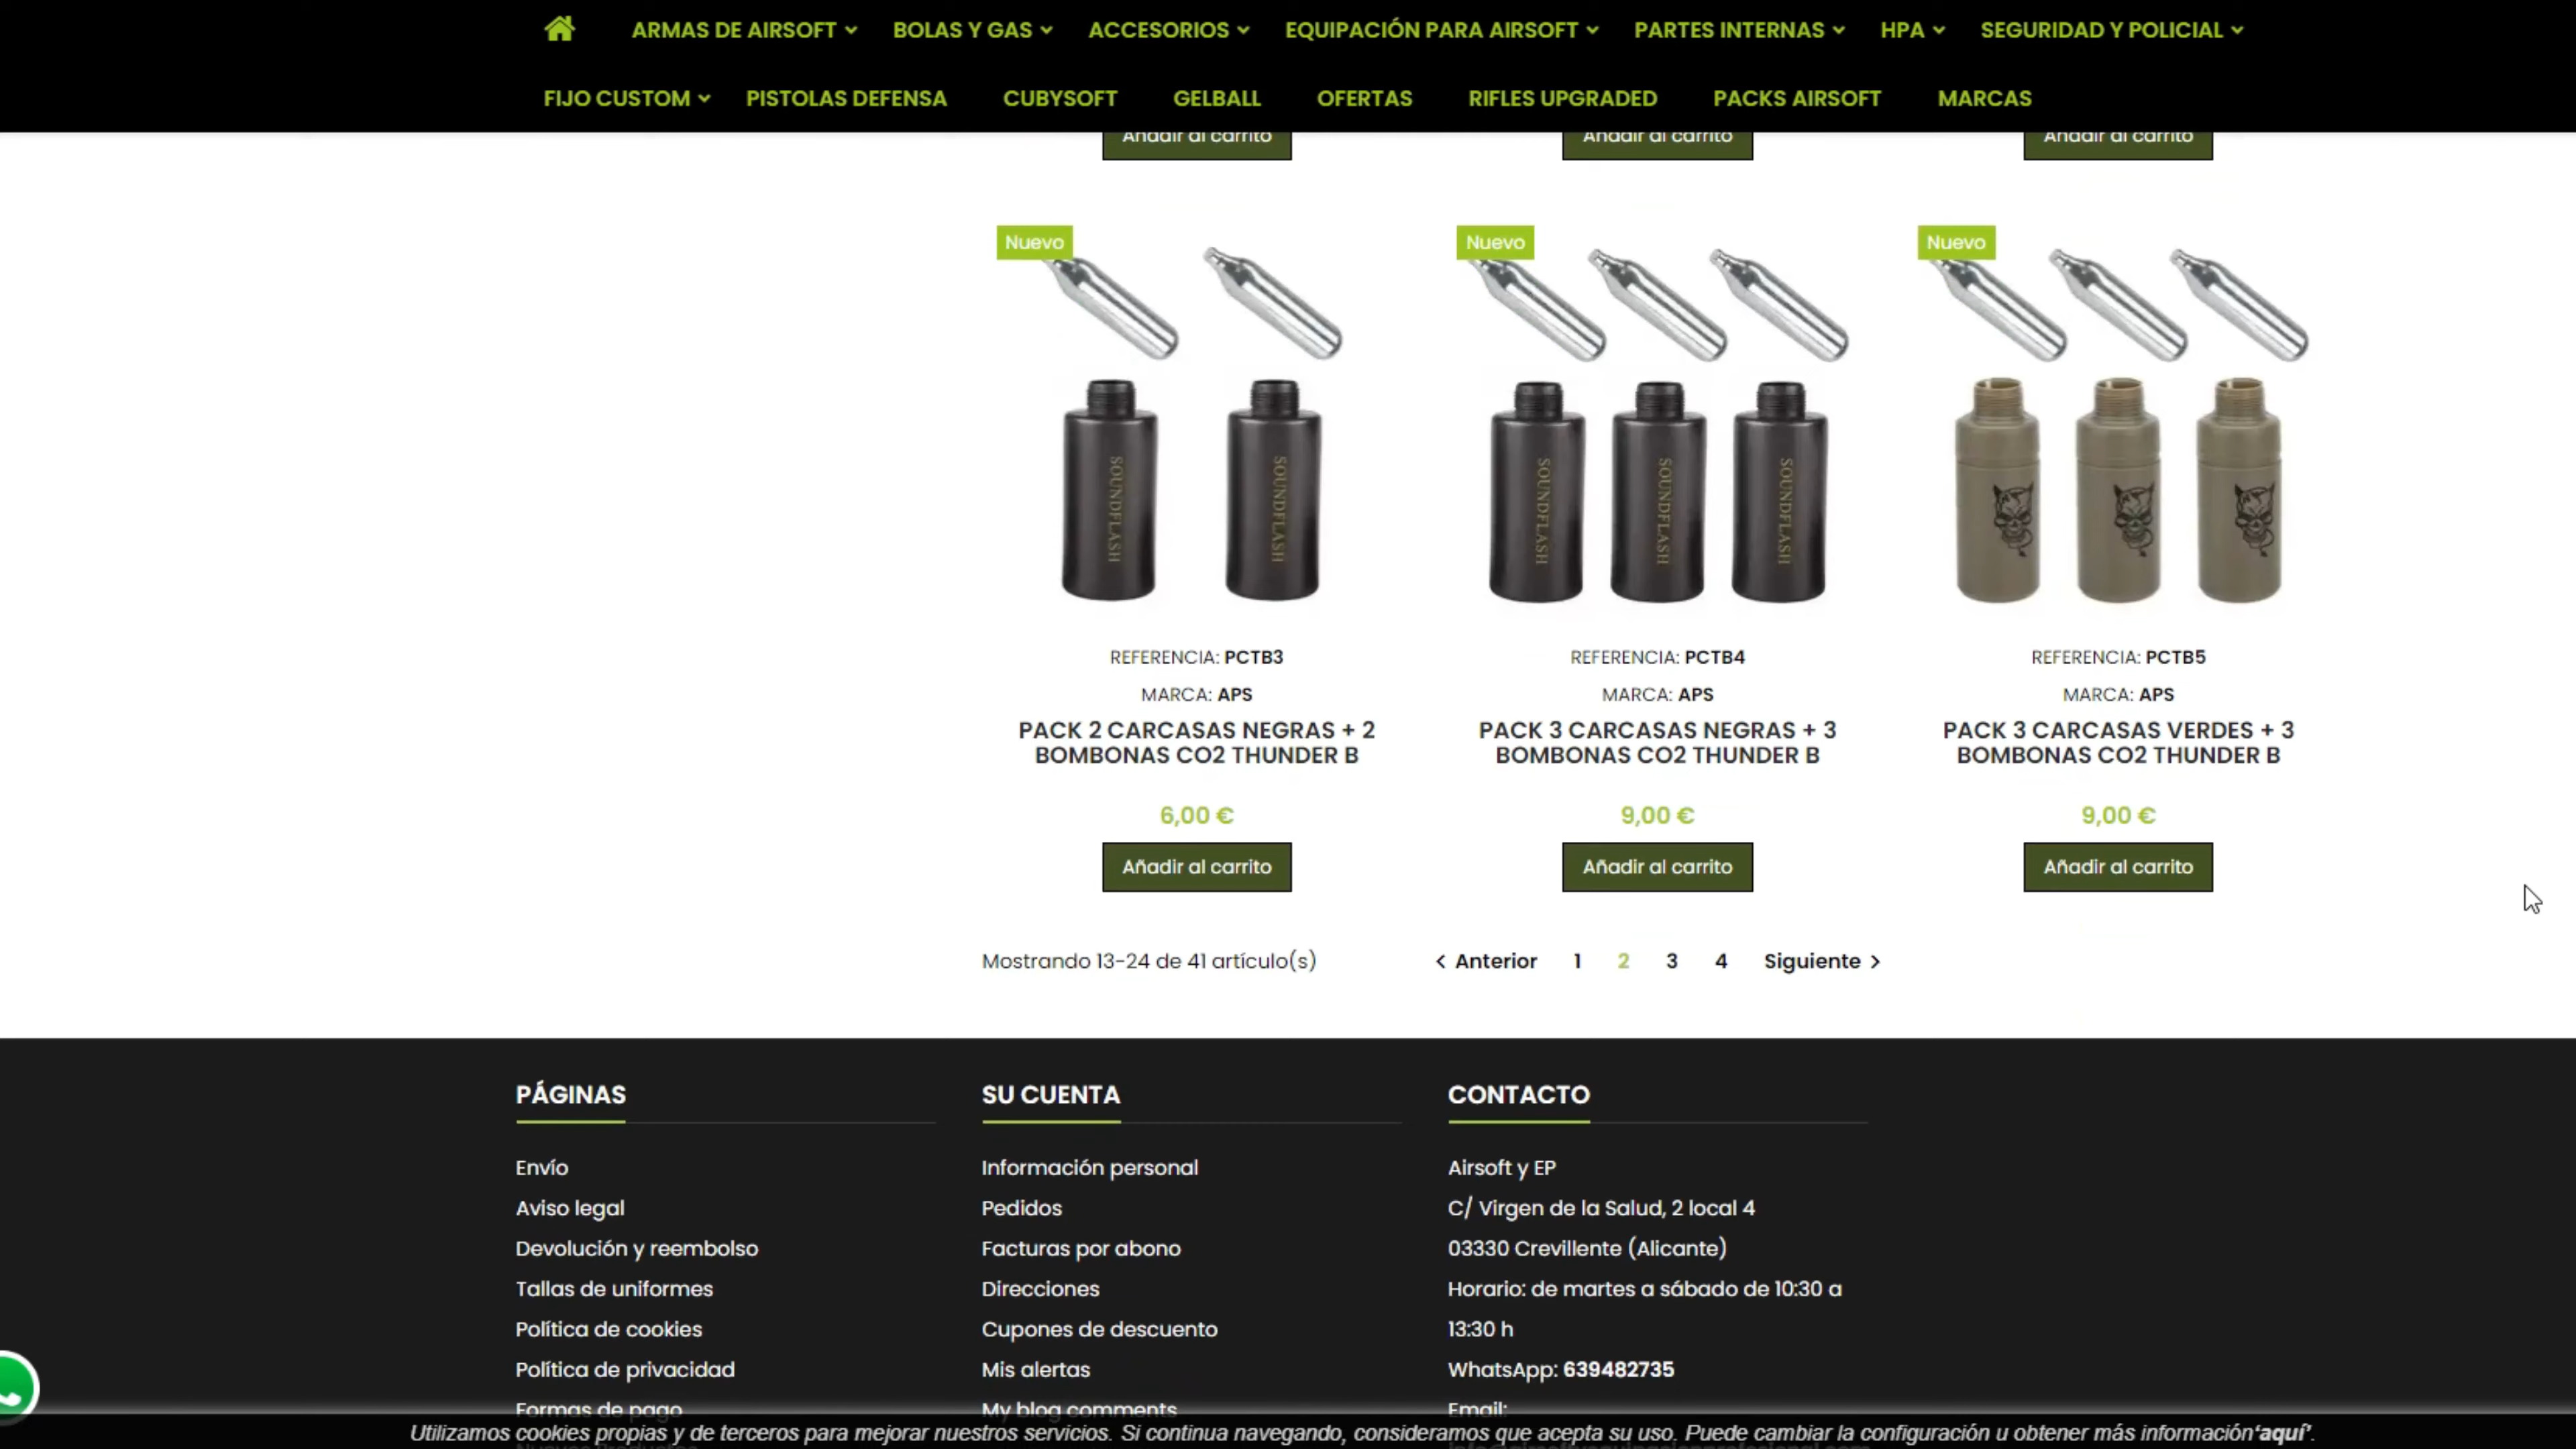 ARMAS DE AIRSOFT BOLAS Y GAS ACCESORIOS EQUIPACIÓN PARA AIRSOFT PARTES INTERNAS HPA SEGURIDAD Y POLICIAL
FIJO CUSTOM PISTOLAS DEFENSA CUBYSOFT GELBALL OFERTAS RIFLES UPGRADED PACKS AIRSOFT MARCAS
Añadir al carrito Añadir al carrito Añadir al carrito
Nuevo Nuevo Nuevo
SOUNDFLASH SOUNDFLASH SOUNDFLASH SOUNDFLASH SOUNDFLASH
REFERENCIA: PCTB3 REFERENCIA: PCTB4 REFERENCIA: PCTB5
MARCA: APS MARCA: APS MARCA: APS
PACK 2 CARCASAS NEGRAS + 2 PACK 3 CARCASAS NEGRAS + 3 PACK 3 CARCASAS VERDES + 3
BOMBONAS CO2 THUNDER B BOMBONAS CO2 THUNDER B BOMBONAS CO2 THUNDER B
6,00 € 9,00 € 9,00 €
Añadir al carrito Añadir al carrito Añadir al carrito
Mostrando 13-24 de 41 artículo(s) < Anterior 1 2 3 4 Siguiente >
PÁGINAS
Envío
Aviso legal
Devolución y reembolso
Tallas de uniformes
Política de cookies
Política de privacidad
Formas de pago
SU CUENTA
Información personal
Pedidos
Facturas por abono
Direcciones
Cupones de descuento
Mis alertas
My blog comments
CONTACTO
Airsoft y EP
C/ Virgen de la Salud, 2 local 4
03330 Crevillente (Alicante)
Horario: de martes a sábado de 10:30 a
13:30 h
WhatsApp: 639482735
Email:
Utilizamos cookies propias y de terceros para mejorar nuestros servicios. Si continua navegando, consideramos que acepta su uso. Puede cambiar la configuración u obtener más información‘aquí’.